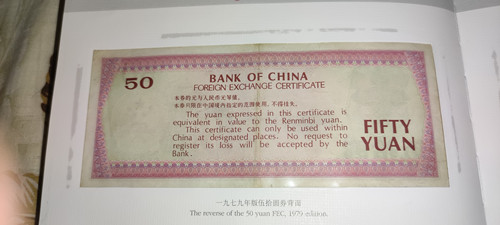 50
BANK OF CHINA
FOREIGN EXCHANGE CERTIFICATE
本券的元与人民币元等值。
本券只限在中国境内指定的范围使用,不得挂失。
The yuan expressed in this certificate is
equivalent in value to the Renminbi yuan.
This certificate can only be used within
China at designated places. No request to
register its loss will be accepted by the
Bank.
FIFTY
YUAN
一九七九年版伍拾圆券背面
The reverse of the 50 yuan FEC, 1979 edition.